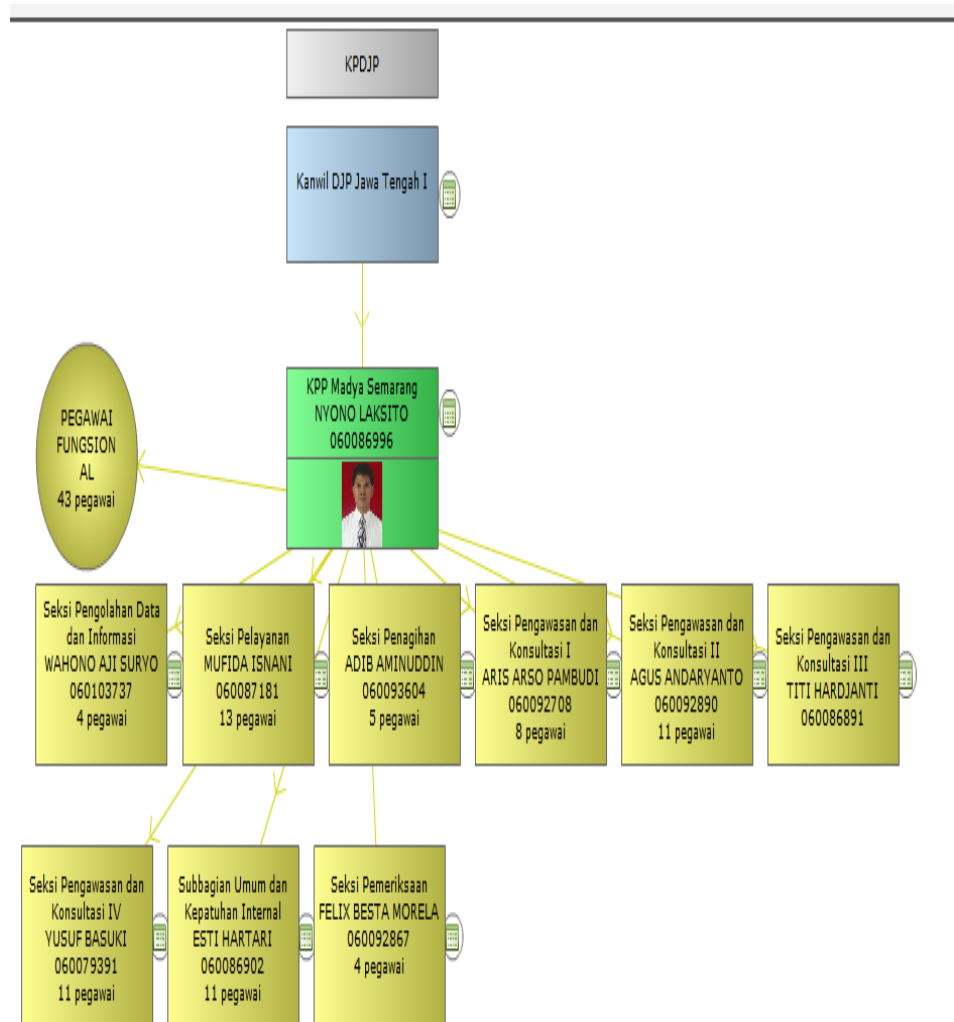 KPDJP
Kanwil DJP Jawa Tengah I
KPP Madya Semarang
NYONO LAKSITO
060086996
PEGAWAI
FUNGSION
AL
43 pegawai
Seksi Pengolahan Data
dan Informasi
WAHONO AJI SURYO
060103737
4 pegawai
Seksi Pelayanan
MUFIDA ISNANI
060087181
13 pegawai
Seksi Penagihan
ADIB AMINUDDIN
060093604
5 pegawai
Seksi Pengawasan dan
Konsultasi I
ARIS ARSO PAMBUDI
060092708
8 pegawai
Seksi Pengawasan dan
Konsultasi II
AGUS ANDARYANTO
060092890
11 pegawai
Seksi Pengawasan dan
Konsultasi III
TITI HARDJANTI
060086891
Seksi Pengawasan dan
Konsultasi IV
YUSUF BASUKI
060079391
11 pegawai
Subbagian Umum dan
Kepatuhan Internal
ESTI HARTARI
060086902
11 pegawai
Seksi Pemeriksaan
FELIX BESTA MORELA
060092867
4 pegawai